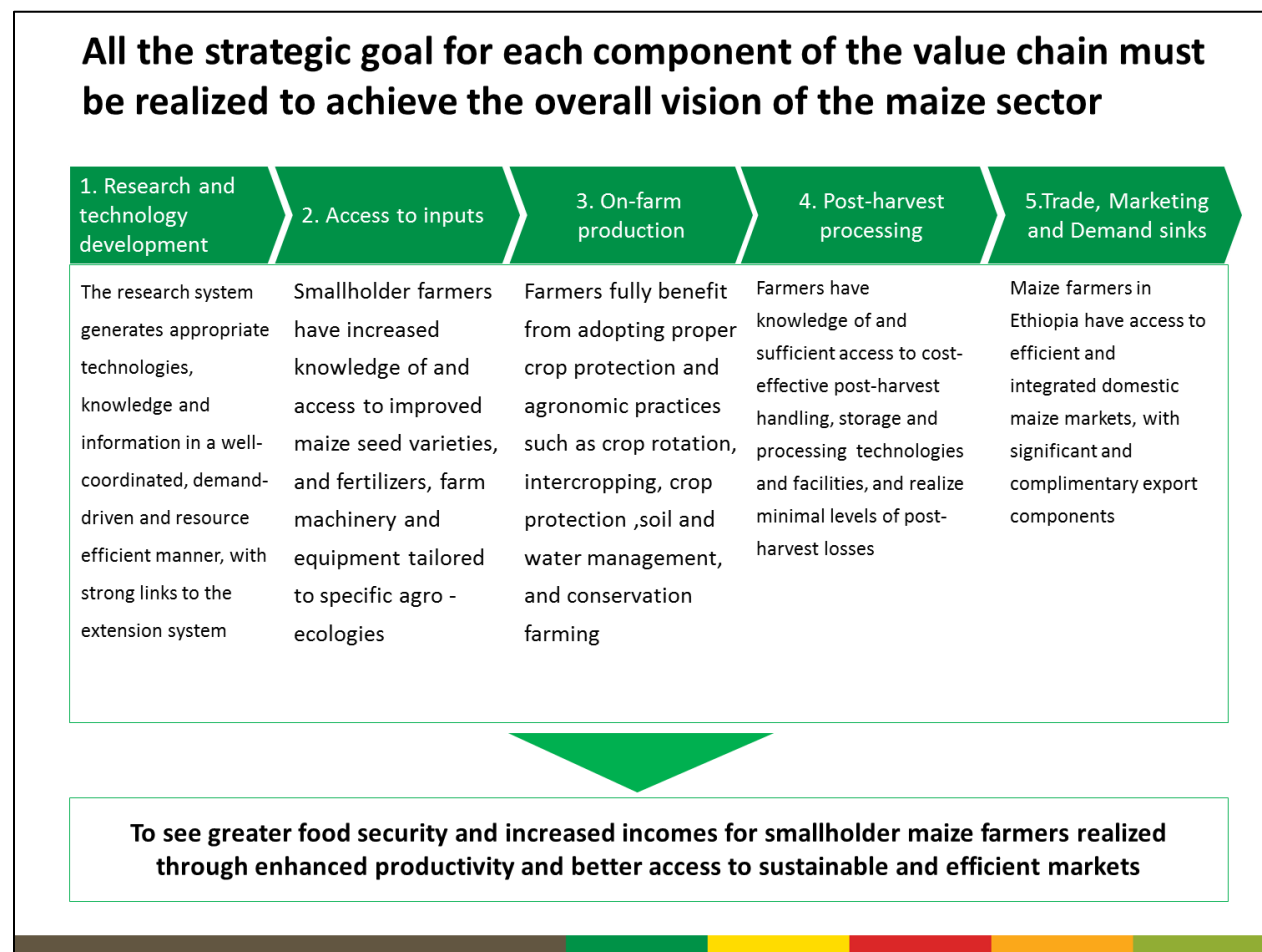 All the strategic goal for each component of the value chain must
be realized to achieve the overall vision of the maize sector
1. Research and
technology
development
2. Access to inputs
3. On-farm
production
4. Post-harvest
processing
5.Trade, Marketing
and Demand sinks
The research system
generates appropriate
technologies,
knowledge and
information in a well-
coordinated, demand-
driven and resource
efficient manner, with
strong links to the
extension system
Smallholder farmers
have increased
knowledge of and
access to improved
maize seed varieties,
and fertilizers, farm
machinery and
equipment tailored
to specific agro -
ecologies
Farmers fully benefit
from adopting proper
crop protection and
agronomic practices
such as crop rotation,
intercropping, crop
protection ,soil and
water management,
and conservation
farming
Farmers have
knowledge of and
sufficient access to cost-
effective post-harvest
handling, storage and
processing technologies
and facilities, and realize
minimal levels of post-
harvest losses
Maize farmers in
Ethiopia have access to
efficient and
integrated domestic
maize markets, with
significant and
complimentary export
components
To see greater food security and increased incomes for smallholder maize farmers realized
through enhanced productivity and better access to sustainable and efficient markets